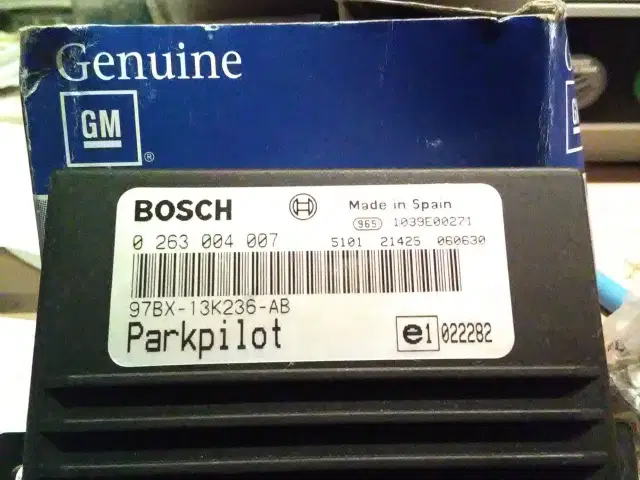 Genuine
GM
®
BOSCH
Made in Spain
965 1039E00271
0 263 004 007
5101 21425 060630
97BX-13K236-AB
Parkpilot
e1 022282